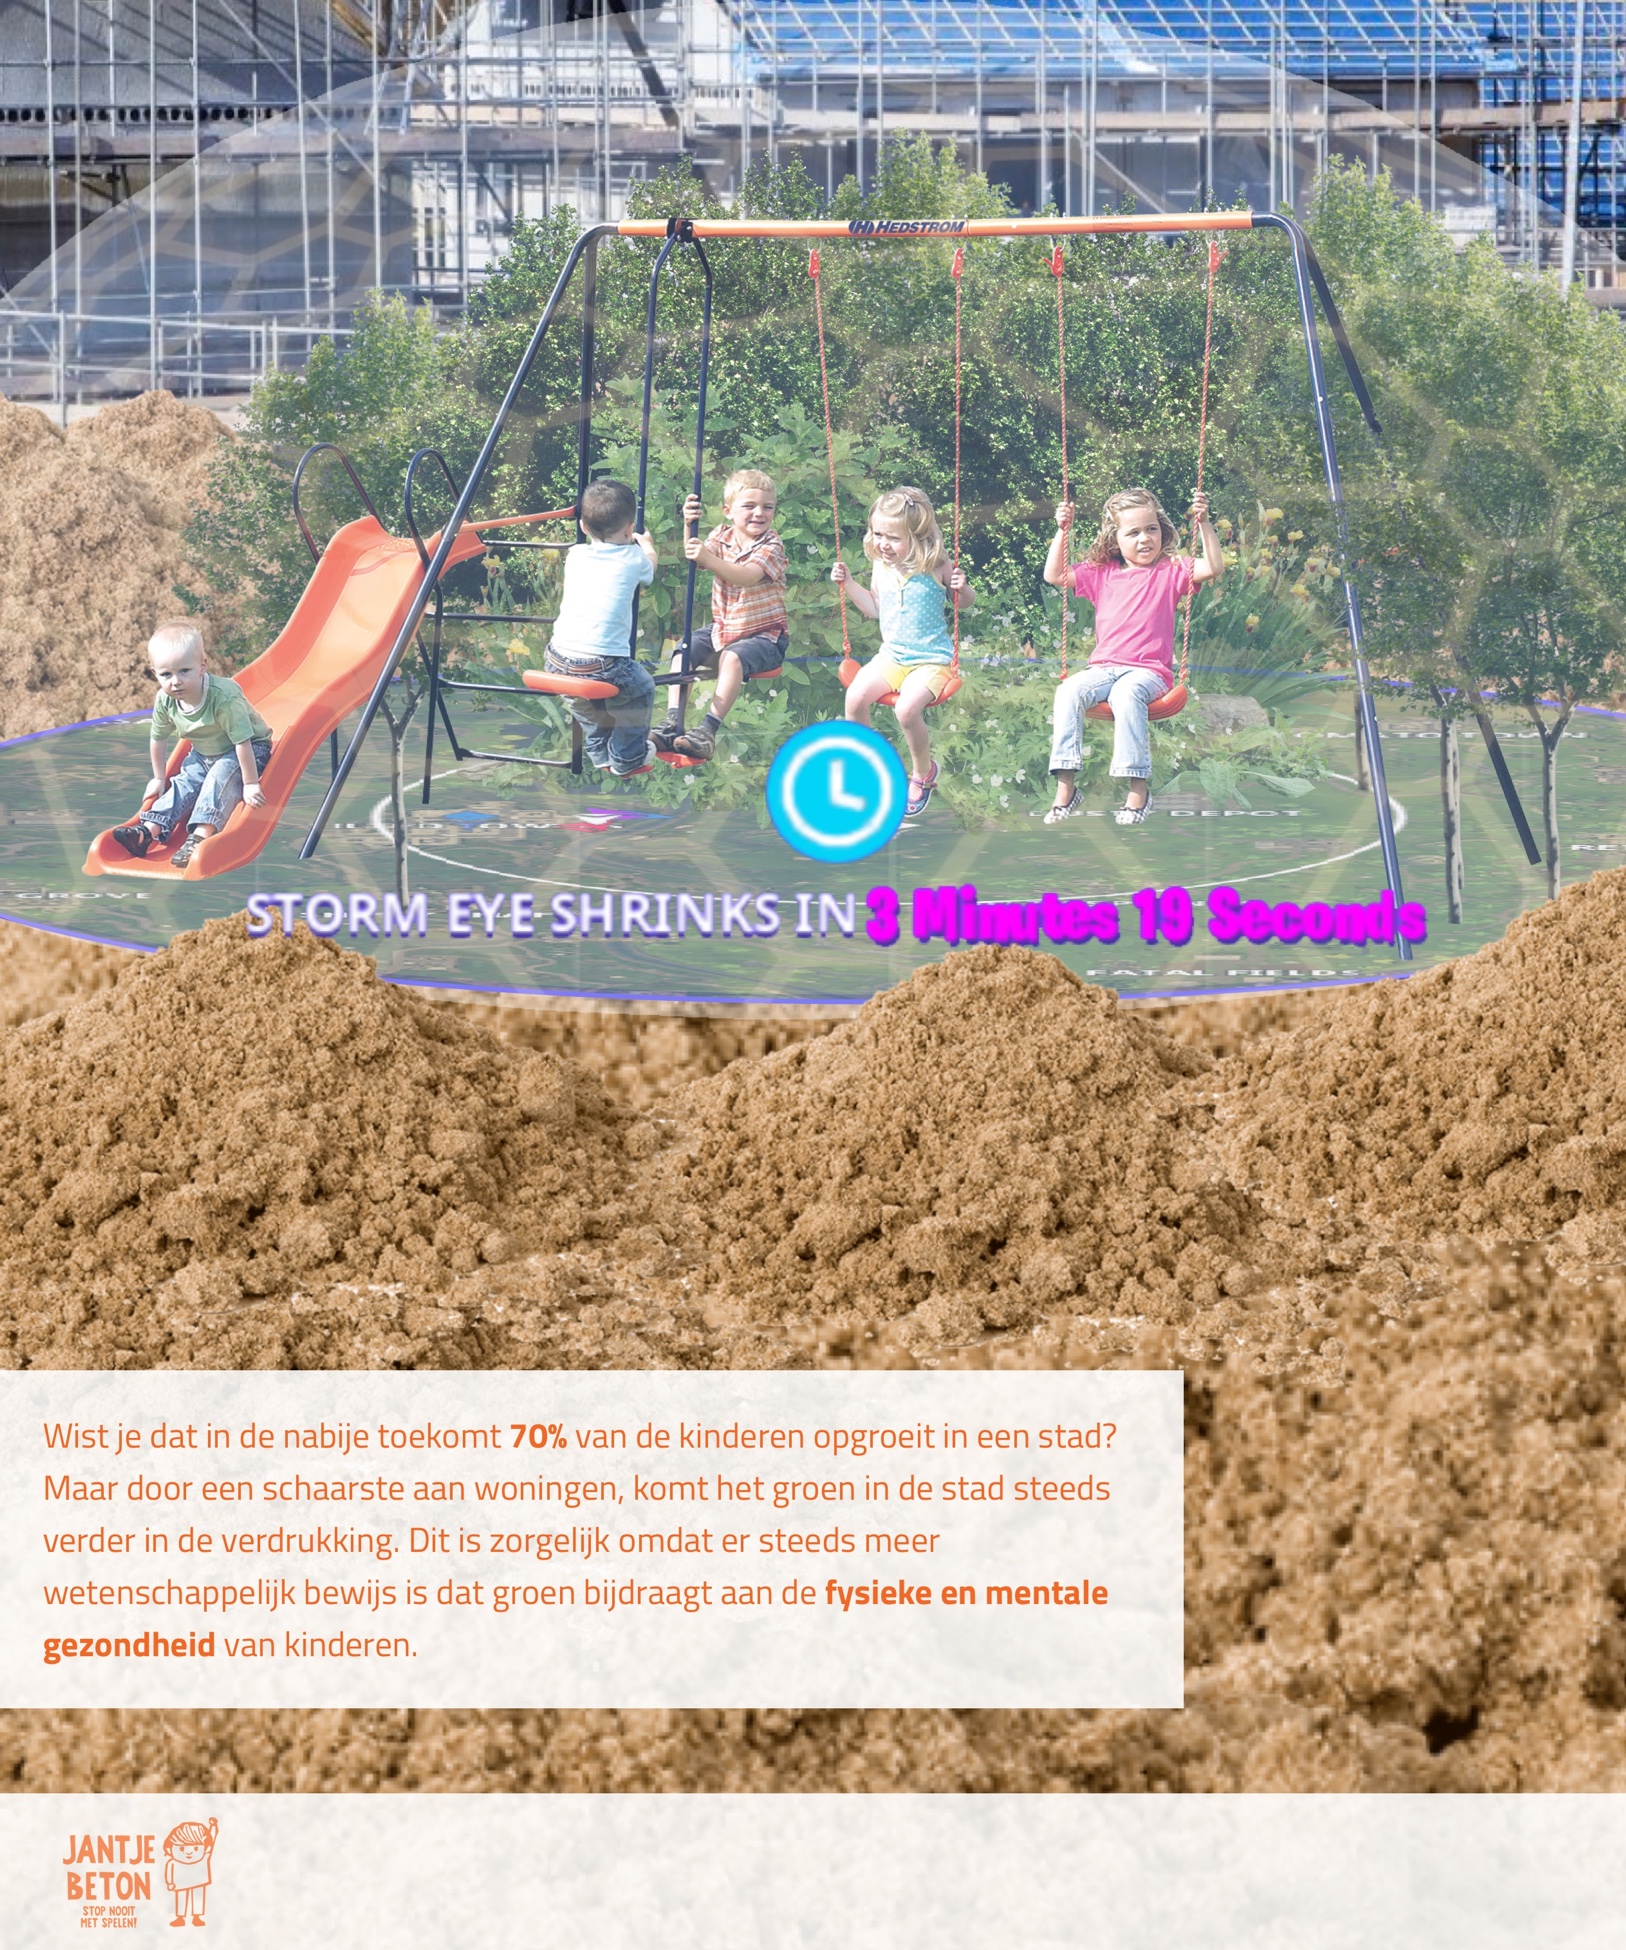 HEDSTROM
DUSTY DEPOT
GROVE
STORM EYE SHRINKS IN 3 Minutes 19 Seconds
FATAL FIELDS
Wist je dat in de nabije toekomt 70% van de kinderen opgroeit in een stad?
Maar door een schaarste aan woningen, komt het groen in de stad steeds
verder in de verdrukking. Dit is zorgelijk omdat er steeds meer
wetenschappelijk bewijs is dat groen bijdraagt aan de fysieke en mentale
gezondheid van kinderen.
JANTJE
BETON
STOP NOOIT
MET SPELEN!